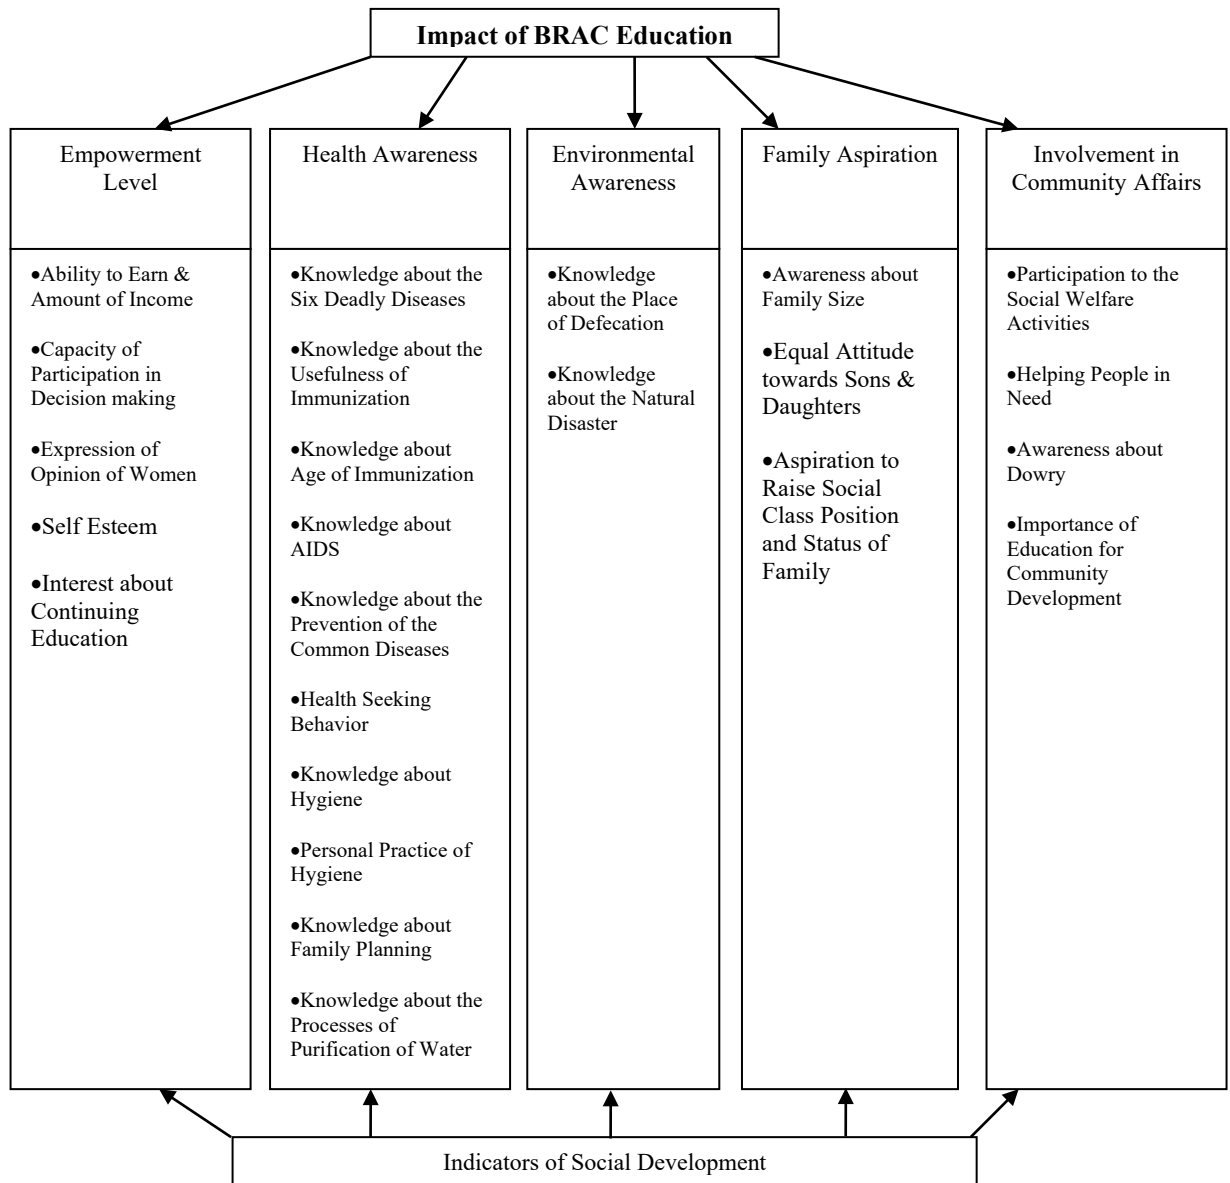 Impact of BRAC Education
Empowerment
Level
•Ability to Earn &
Amount of Income
•Capacity of
Participation in
Decision making
•Expression of
Opinion of Women
•Self Esteem
•Interest about
Continuing
Education
Health Awareness
•Knowledge about the
Six Deadly Diseases
•Knowledge about the
Usefulness of
Immunization
•Knowledge about
Age of Immunization
•Knowledge about
AIDS
•Knowledge about the
Prevention of the
Common Diseases
•Health Seeking
Behavior
•Knowledge about
Hygiene
•Personal Practice of
Hygiene
•Knowledge about
Family Planning
•Knowledge about the
Processes of
Purification of Water
Environmental
Awareness
•Knowledge
about the Place
of Defecation
•Knowledge
about the Natural
Disaster
Family Aspiration
•Awareness about
Family Size
•Equal Attitude
towards Sons &
Daughters
•Aspiration to
Raise Social
Class Position
and Status of
Family
Involvement in
Community Affairs
•Participation to the
Social Welfare
Activities
•Helping People in
Need
•Awareness about
Dowry
•Importance of
Education for
Community
Development
Indicators of Social Development